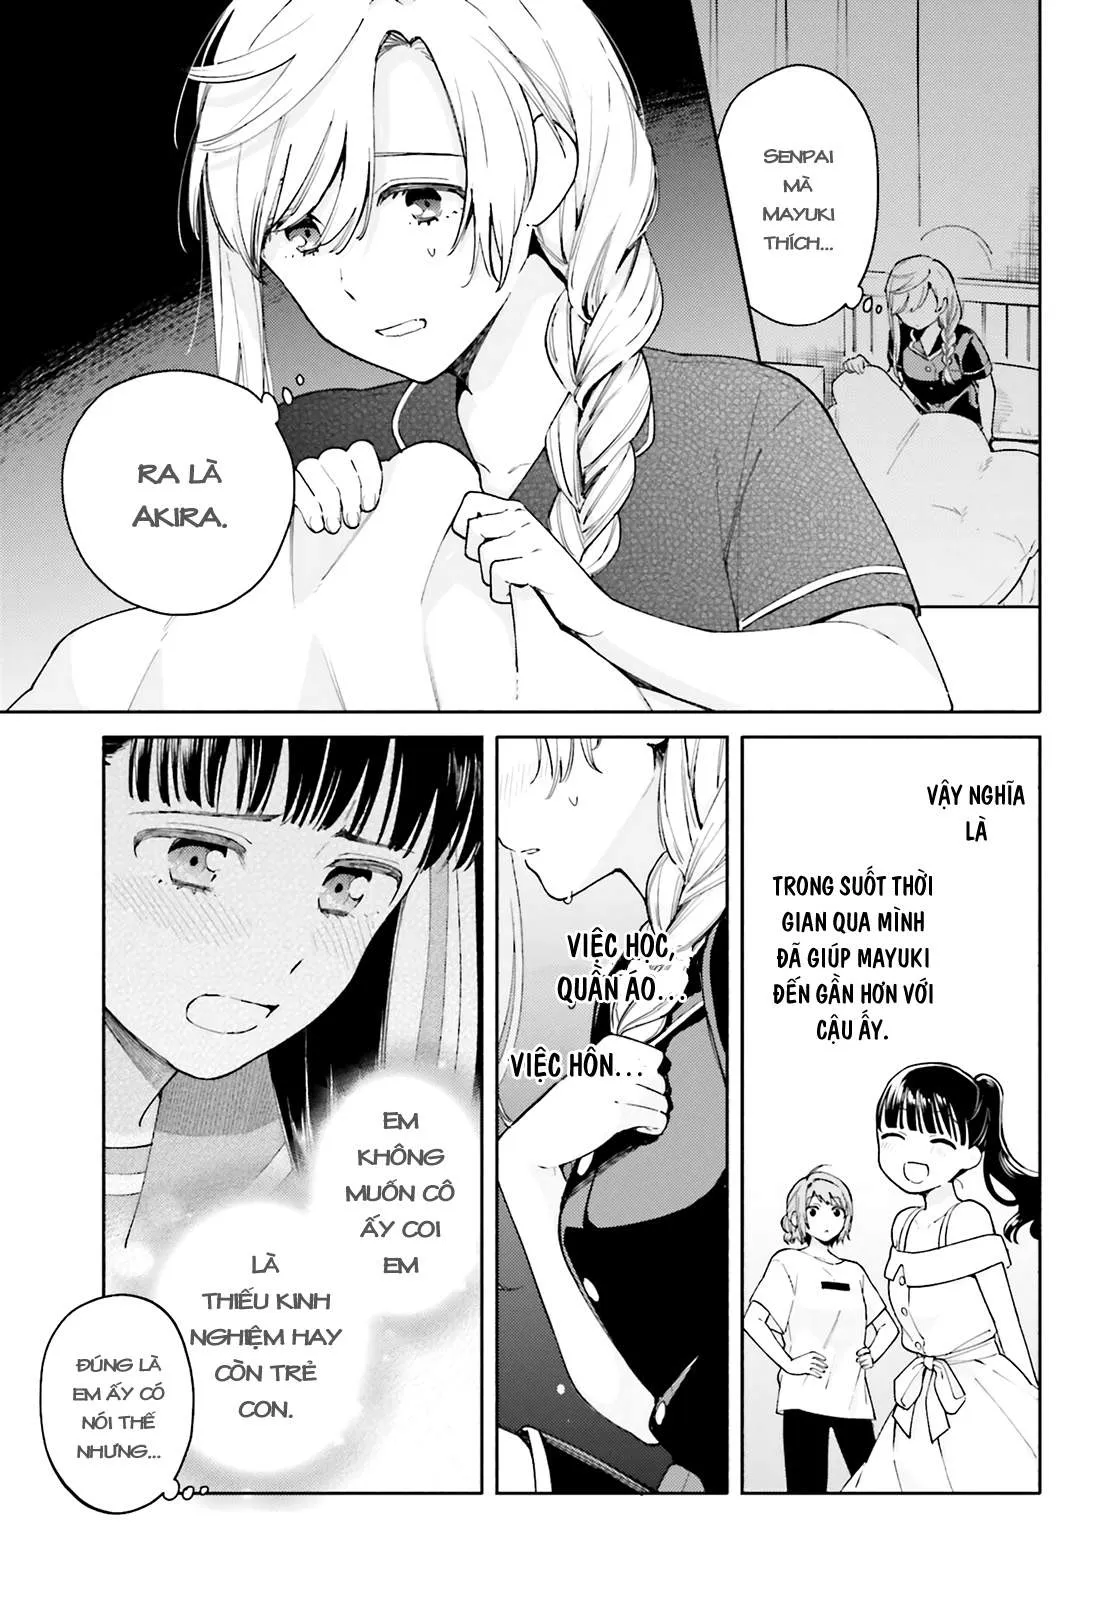 SENPAI
MÀ
MAYUKI
THÍCH...
RA LÀ
AKIRA.
VẬY NGHĨA
LÀ
TRONG SUỐT THỜI
GIAN QUA MÌNH
ĐÃ GIÚP MAYUKI
ĐẾN GẦN HƠN VỚI
CẬU ẤY.
VIỆC HỌC,
QUẦN ÁO...
VIỆC HÔN...
EM
KHÔNG
MUỐN CÔ
ẤY COI
EM
LÀ
THIẾU KINH
NGHIỆM HAY
CÒN TRẺ
CON.
ĐÚNG LÀ
EM ẤY CÓ
NÓI THẾ
NHƯNG...